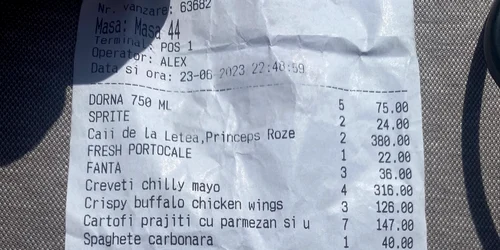 Nr. vanzare: 63682
Masa: Masa 44
Terminal: POS 1
Operator: ALEX
Data si ora: 23-06-2023 22:40:59
DORNA 750 ML 5 75.00
SPRITE 2 24.00
Caii de la Letea,Princeps Roze 2 380.00
FRESH PORTOCALE 1 22.00
FANTA 3 36.00
Creveti chilly mayo 4 316.00
Crispy buffalo chicken wings 3 126.00
Cartofi prajiti cu parmezan si u 7 147.00
Spaghete carbonara 1 40.00